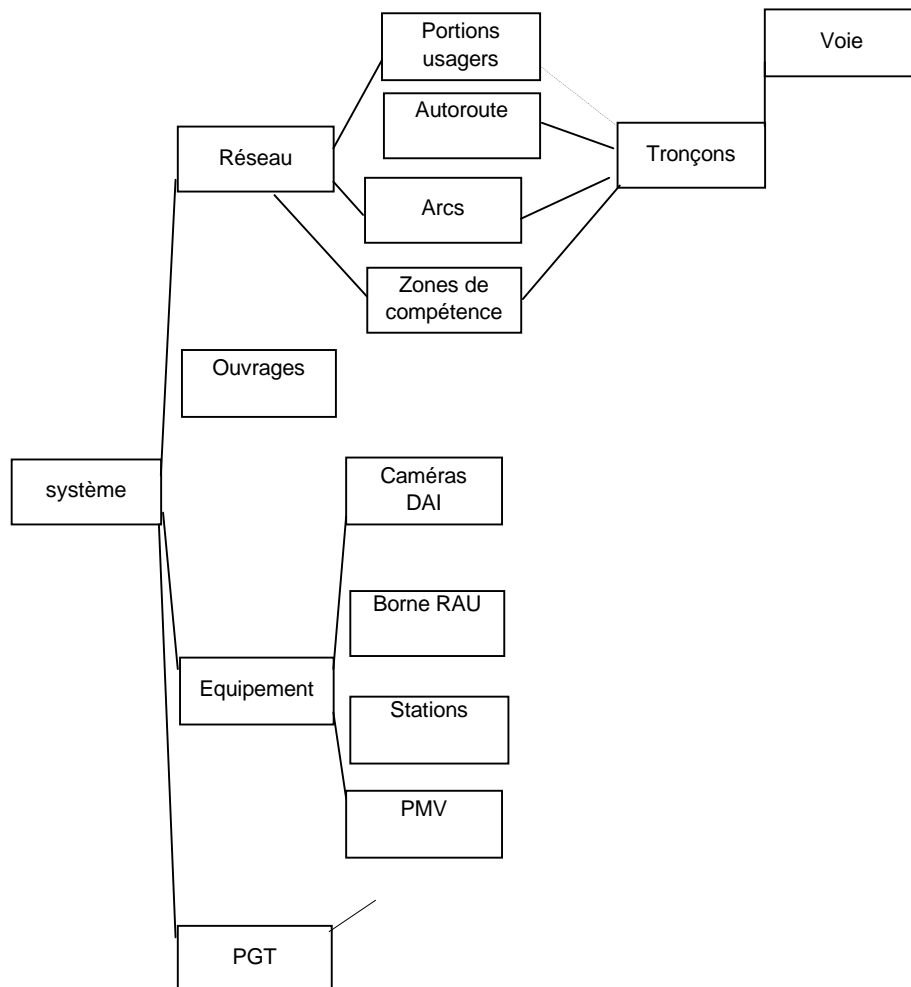 Portions
usagers
Voie
Autoroute
Réseau
Tronçons
Arcs
Zones de
compétence
Ouvrages
système
Caméras
DAI
Borne RAU
Equipement
Stations
PMV
PGT